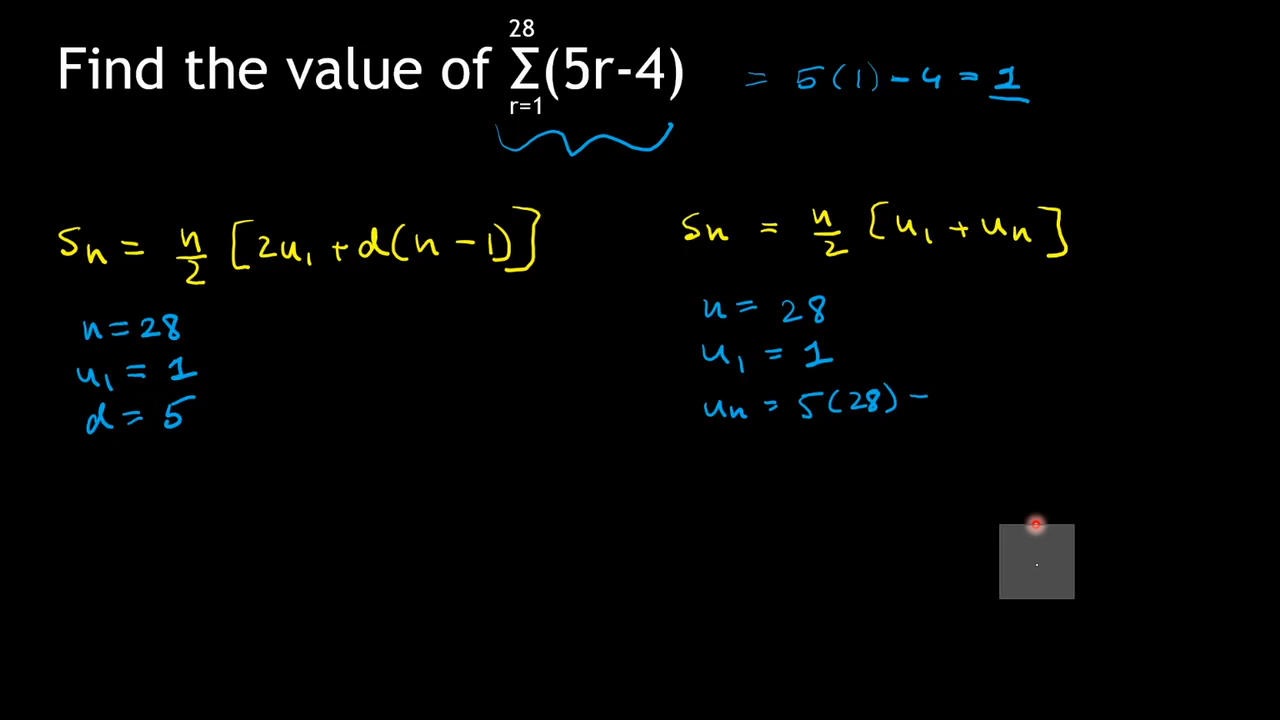 Find the value of 28 Σ r=1 (5r-4) = 5(1) - 4 = 1
Sn = n/2 [2u1 + d(n - 1)]
n = 28
u1 = 1
d = 5
Sn = n/2 [u1 + un]
n = 28
u1 = 1
un = 5(28) -